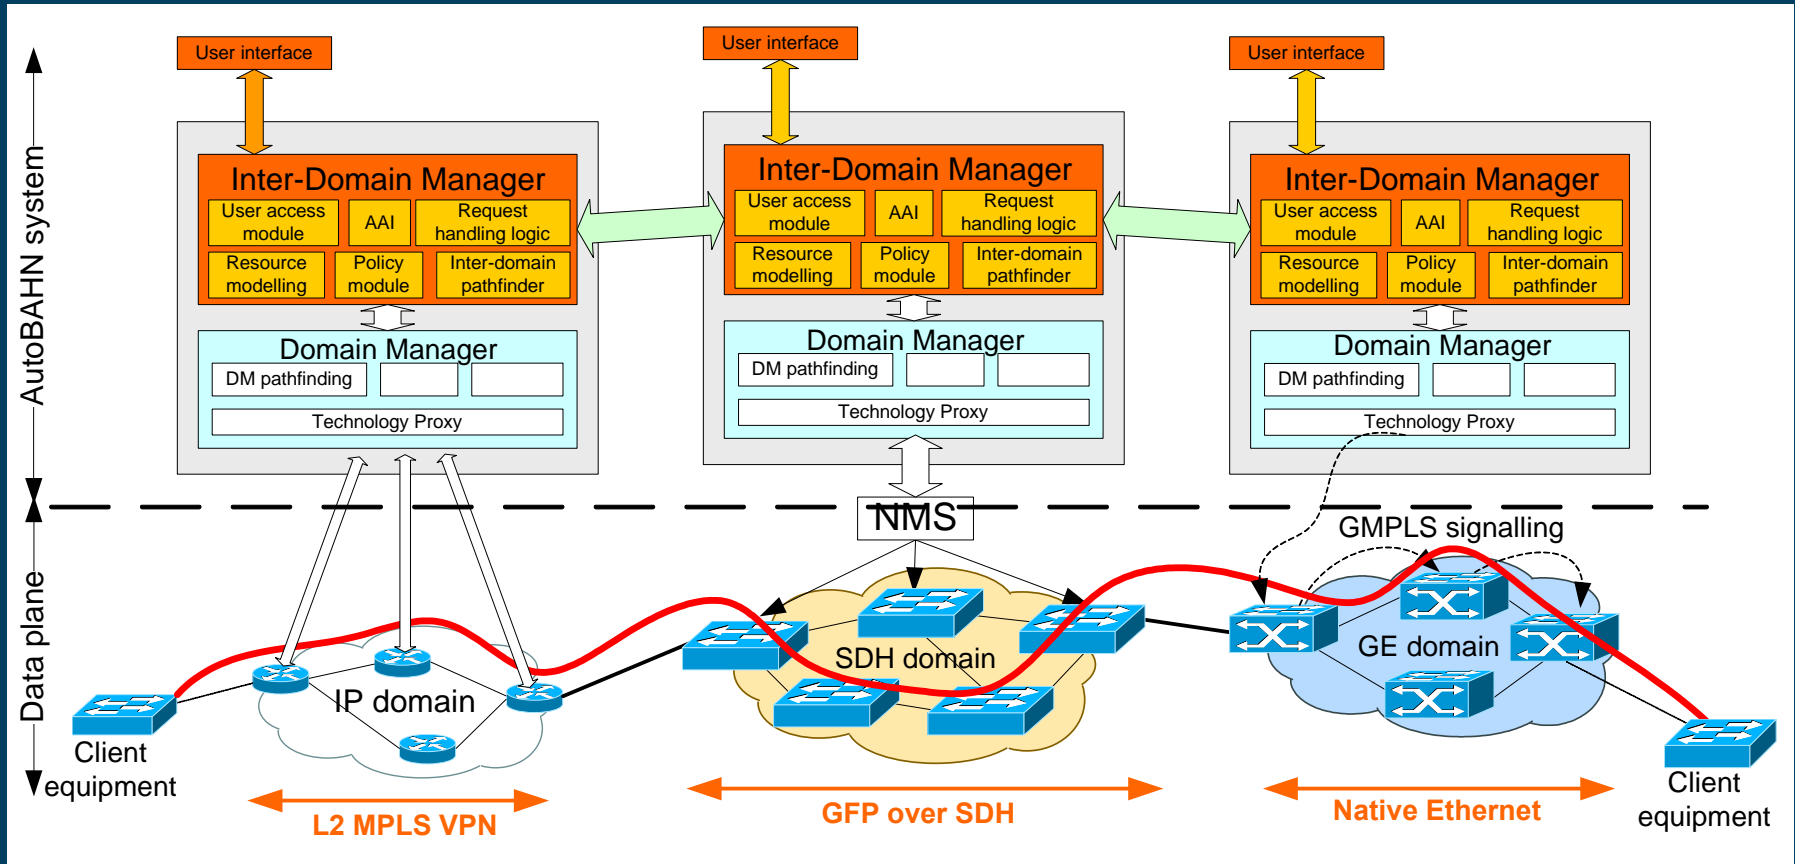 User interface
User interface
User interface
AutoBAHN system
Inter-Domain Manager
User access
module
AAI
Request
handling logic
Resource
modelling
Policy
module
Inter-domain
pathfinder
Domain Manager
DM pathfinding
Technology Proxy
Inter-Domain Manager
User access
module
AAI
Request
handling logic
Resource
modelling
Policy
module
Inter-domain
pathfinder
Domain Manager
DM pathfinding
Technology Proxy
Inter-Domain Manager
User access
module
AAI
Request
handling logic
Resource
modelling
Policy
module
Inter-domain
pathfinder
Domain Manager
DM pathfinding
Technology Proxy
Data plane
NMS
GMPLS signalling
IP domain
SDH domain
GE domain
Client
equipment
Client
equipment
L2 MPLS VPN
GFP over SDH
Native Ethernet